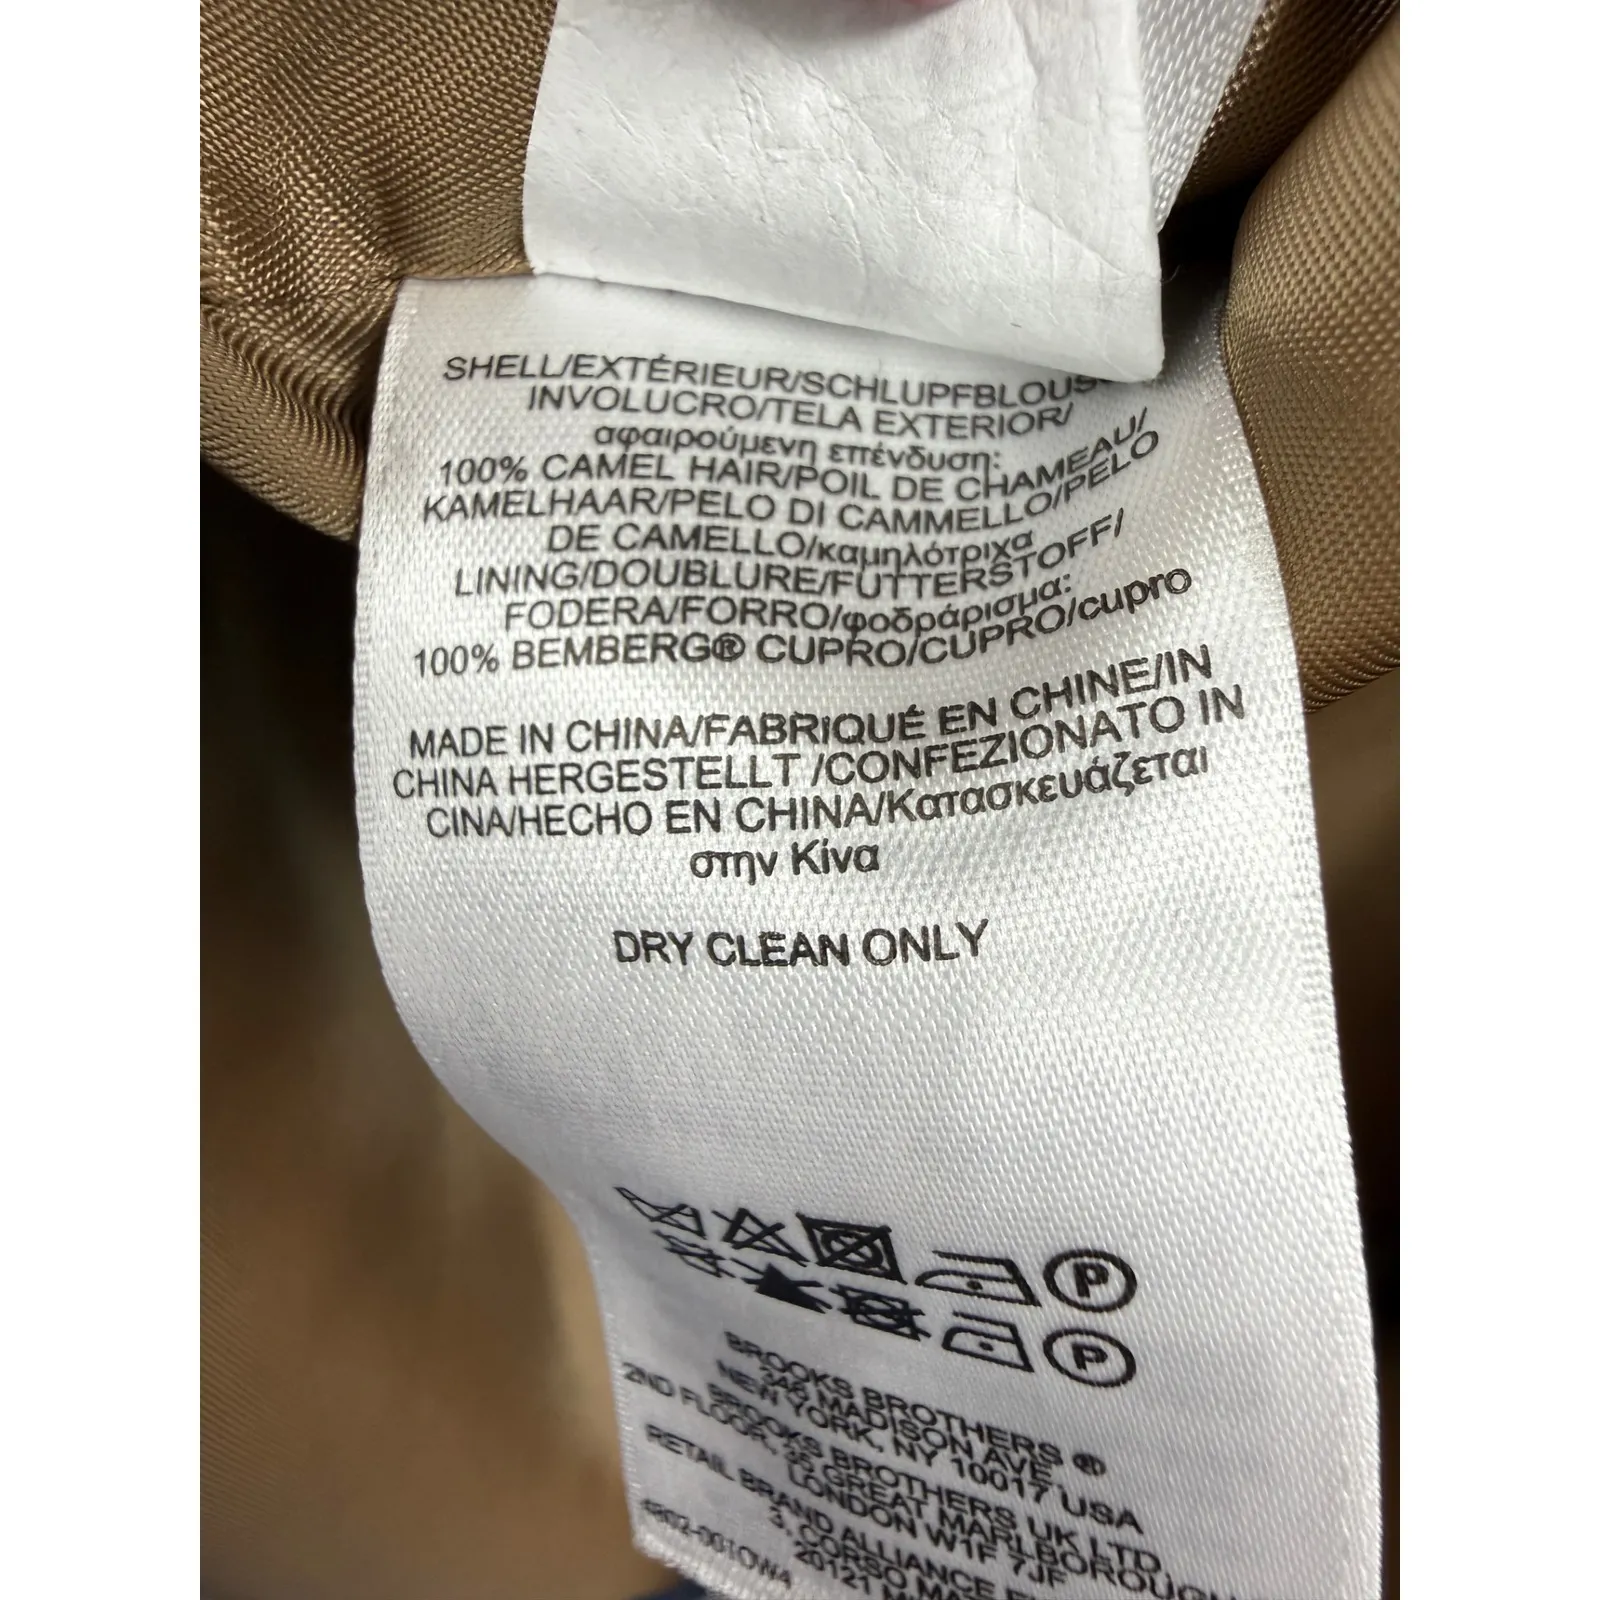 SHELL/EXTÉRIEUR/SCHLUPFBLOUS
INVOLUCRO/TELA EXTERIOR/
αφαιρούμενη επένδυση:
100% CAMEL HAIR/POIL DE CHAMEAU/
KAMELHAAR/PELO DI CAMMELLO/PELO
DE CAMELLO/καμηλότριχα
LINING/DOUBLURE/FUTTERSTOFF/
FODERA/FORRO/φοδράρισμα:
100% BEMBERG® CUPRO/CUPRO/cupro
MADE IN CHINA/FABRIQUÉ EN CHINE/IN
CHINA HERGESTELLT /CONFEZIONATO IN
CINA/HECHO EN CHINA/Κατασκευάζεται
στην Κίνα
DRY CLEAN ONLY
P
P
BROOKS BROTHERS ®
346 MADISON AVE
NEW YORK, NY 10017 USA
BROOKS BROTHERS UK LTD
2ND FLOOR, 35 GREAT MARLBOROUGH
LONDON W1F 7JF
RETAIL BRAND ALLIANCE
3, CORSO
20121